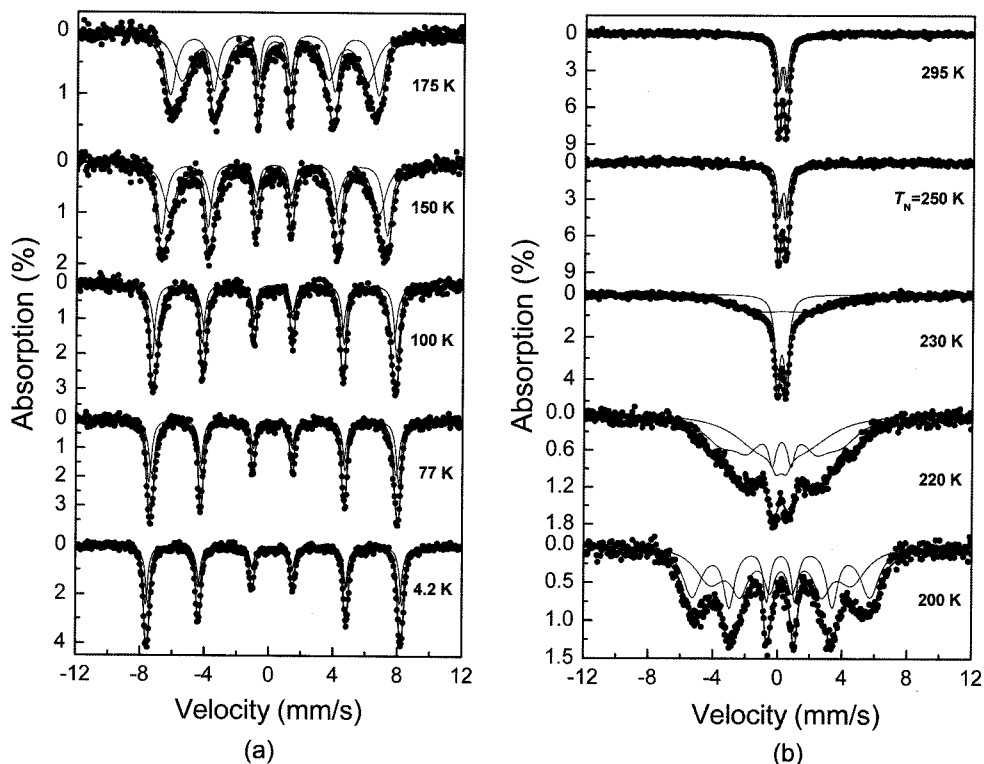 0
1
175 K
0
1
2
150 K
0
1
2
3
100 K
0
1
2
3
77 K
0
2
4
4.2 K
Absorption (%)
-12 -8 -4 0 4 8 12
Velocity (mm/s)
(a)
0
3
6
9
295 K
0
3
6
9
T_N=250 K
0
2
4
230 K
0.0
0.6
1.2
1.8
220 K
0.0
0.5
1.0
1.5
200 K
Absorption (%)
-12 -8 -4 0 4 8 12
Velocity (mm/s)
(b)